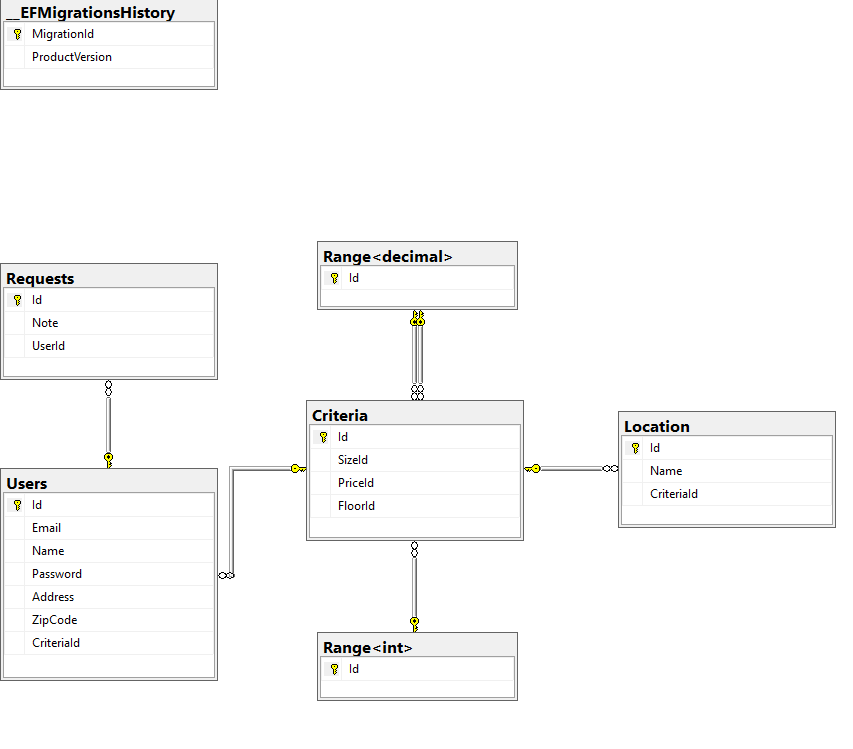 __EFMigrationsHistory
MigrationId
ProductVersion
Requests
Id
Note
UserId
Range<decimal>
Id
Criteria
Id
SizeId
PriceId
FloorId
Location
Id
Name
CriteriaId
Users
Id
Email
Name
Password
Address
ZipCode
CriteriaId
Range<int>
Id